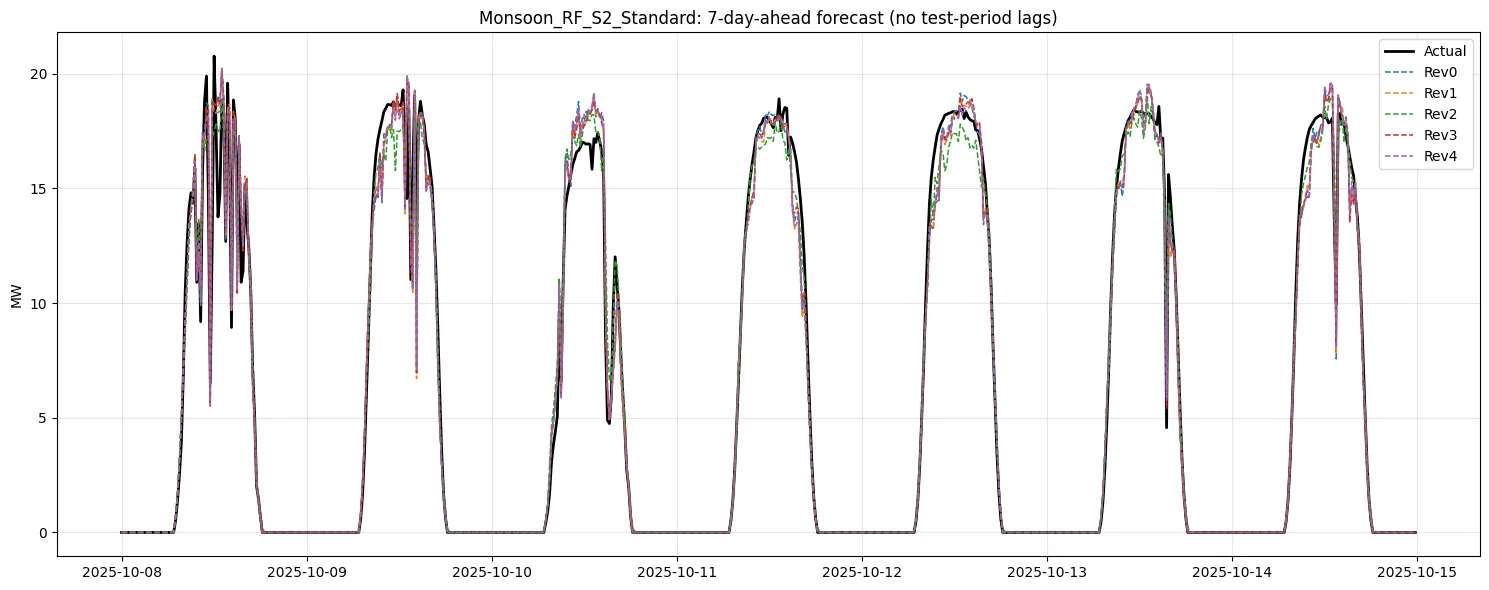 Monsoon_RF_S2_Standard: 7-day-ahead forecast (no test-period lags)
Actual
Rev0
Rev1
Rev2
Rev3
Rev4
MW
20
15
10
5
0
2025-10-08
2025-10-09
2025-10-10
2025-10-11
2025-10-12
2025-10-13
2025-10-14
2025-10-15